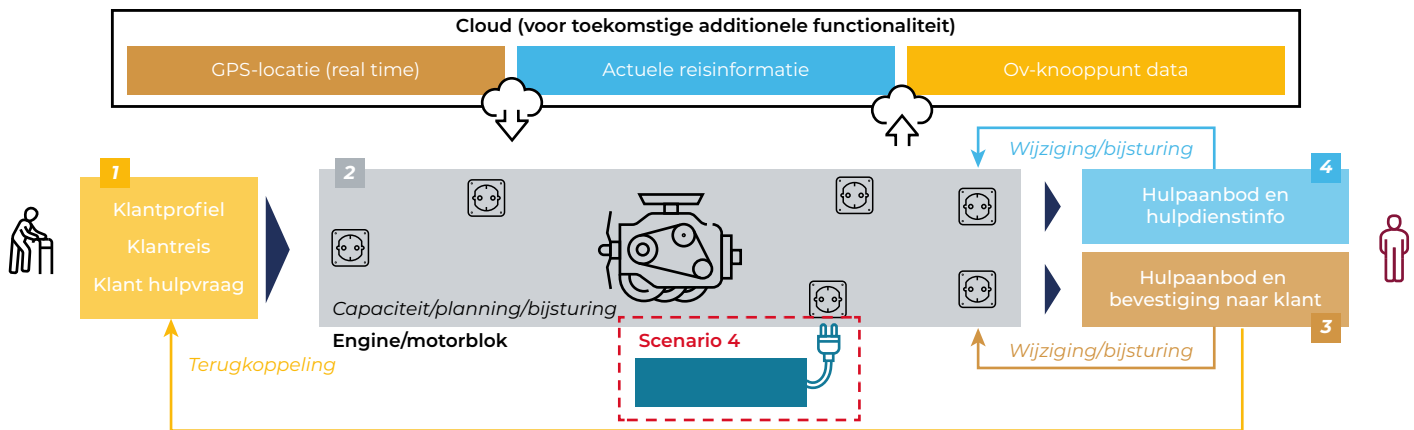 Cloud (voor toekomstige additionele functionaliteit)
GPS-locatie (real time)
Actuele reisinformatie
Ov-knooppunt data
1
Klantprofiel
Klantreis
Klant hulpvraag
2
Capaciteit/planning/bijsturing
Engine/motorblok
Scenario 4
Wijziging/bijsturing
4
Hulpaanbod en
hulpdienstinfo
Hulpaanbod en
bevestiging naar klant
3
Wijziging/bijsturing
Terugkoppeling